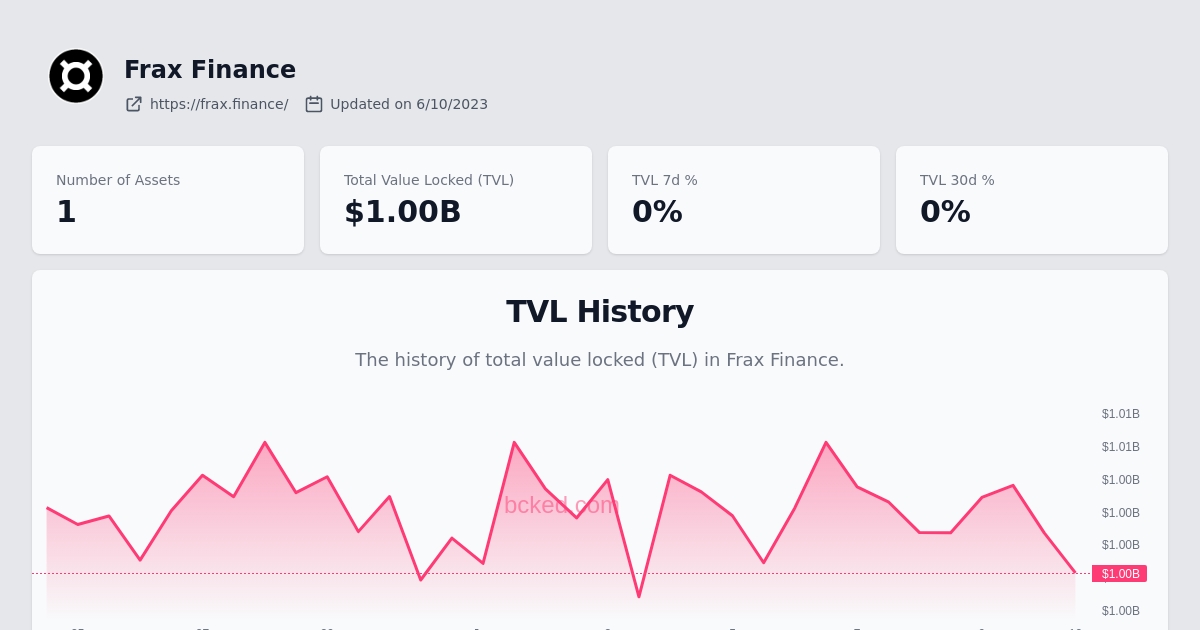 Frax Finance
https://frax.finance/ Updated on 6/10/2023
Number of Assets
1
Total Value Locked (TVL)
$1.00B
TVL 7d %
0%
TVL 30d %
0%
TVL History
The history of total value locked (TVL) in Frax Finance.
$1.01B
$1.01B
$1.00B
$1.00B
$1.00B
$1.00B
$1.00B
bcked.com